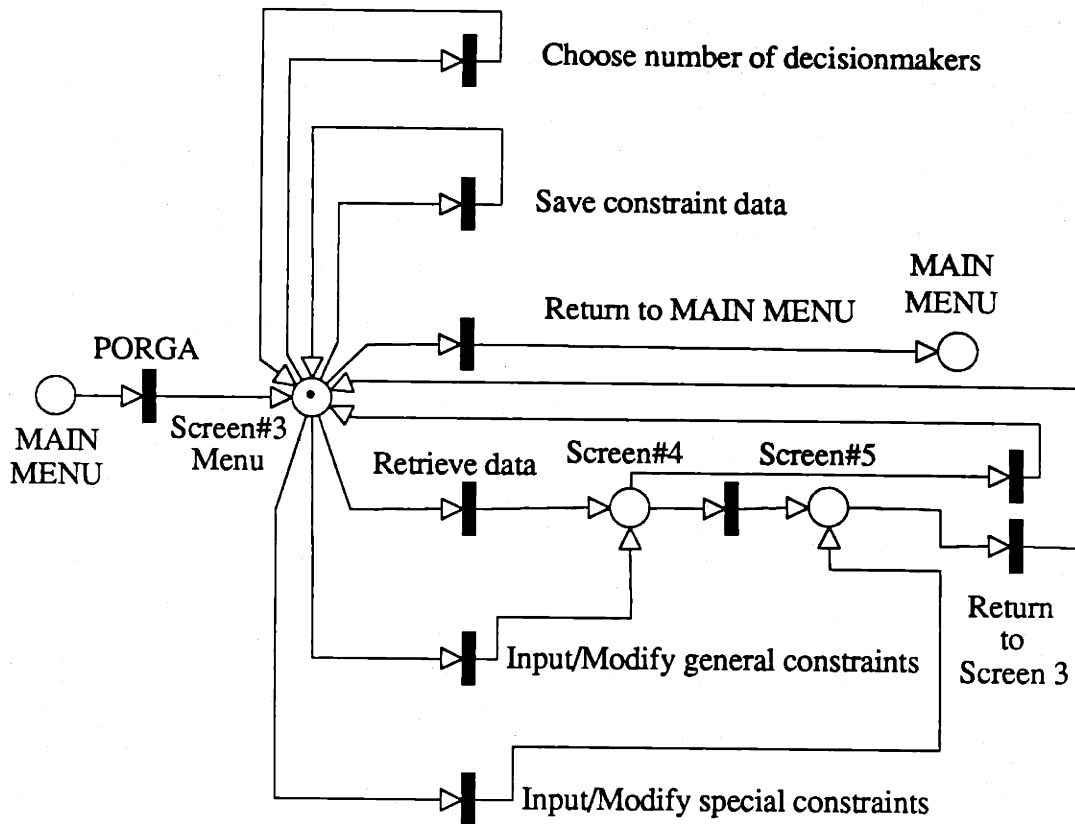 Choose number of decisionmakers
Save constraint data
MAIN
MENU
Return to MAIN MENU
PORGA
MAIN
MENU
Screen#3
Menu
Retrieve data
Screen#4
Screen#5
Return
to
Screen 3
Input/Modify general constraints
Input/Modify special constraints